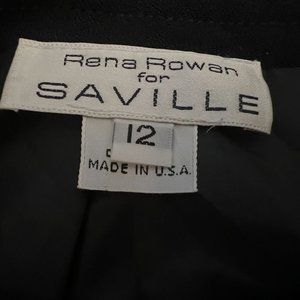 Rena Rowan
for
SAVILLE
12
MADE IN U.S.A.